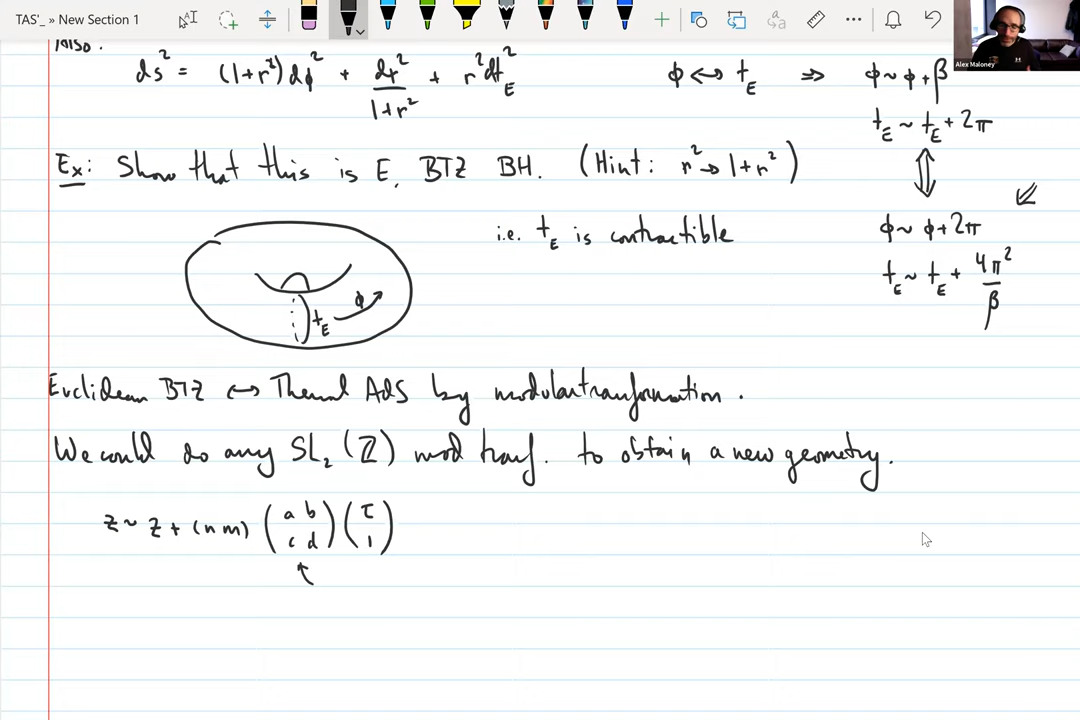 TAS'_ » New Section 1
Alex Maloney
Also:
ds² = (1+r²)dϕ² + dr²/(1+r²) + r²dt_E²
ϕ ↔ t_E ⇒ ϕ ~ ϕ + β
t_E ~ t_E + 2π
Ex: Show that this is E. BTZ BH. (Hint: r² → 1+r²)
⇕
i.e. t_E is contractible
ϕ ~ ϕ + 2π
t_E ~ t_E + 4π²/β
t_E ϕ
Euclidean BTZ ↔ Thermal AdS by modular transformation.
We could do any SL₂(ℤ) mod transf. to obtain a new geometry.
z ~ z + (n m) (a b; c d) (τ; 1)
↑